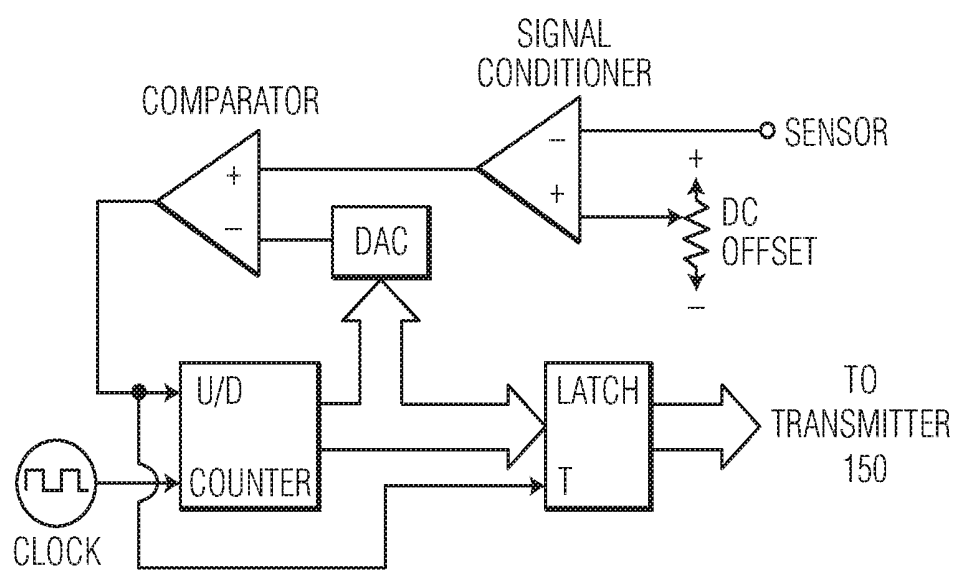 SIGNAL
CONDITIONER
COMPARATOR
SENSOR
+
−
+
−
+
DC
OFFSET
−
DAC
U/D
COUNTER
LATCH
T
TO
TRANSMITTER
150
CLOCK